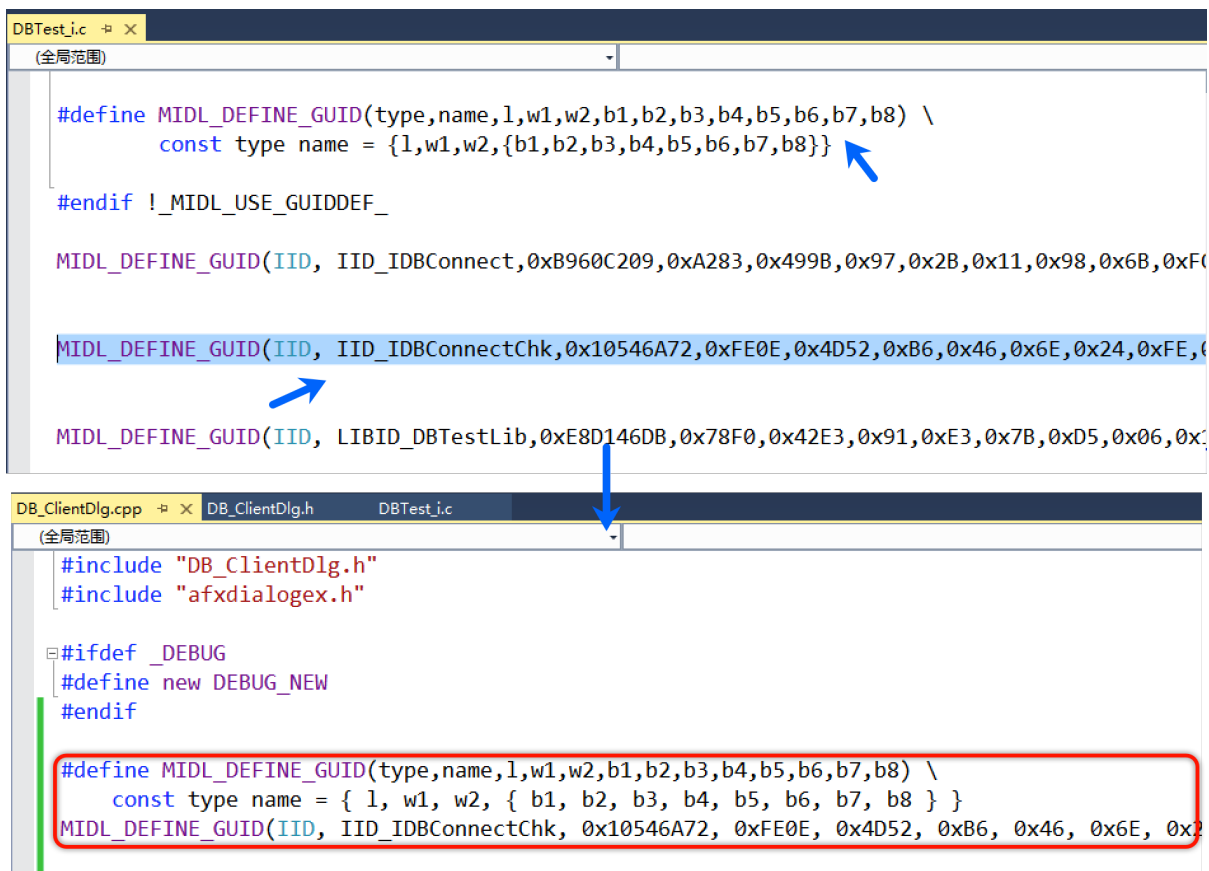 DBTest_i.c
(全局范围)
#define MIDL_DEFINE_GUID(type,name,l,w1,w2,b1,b2,b3,b4,b5,b6,b7,b8) \
const type name = {l,w1,w2,{b1,b2,b3,b4,b5,b6,b7,b8}}
#endif !_MIDL_USE_GUIDDEF_
MIDL_DEFINE_GUID(IID, IID_IDBConnect,0xB960C209,0xA283,0x499B,0x97,0x2B,0x11,0x98,0x6B,
MIDL_DEFINE_GUID(IID, IID_IDBConnectChk,0x10546A72,0xFE0E,0x4D52,0xB6,0x46,0x6E,0x24,0xFE,
MIDL_DEFINE_GUID(IID, LIBID_DBTestLib,0xE8D146DB,0x78F0,0x42E3,0x91,0xE3,0x7B,0xD5,0x06,
DB_ClientDlg.cpp DB_ClientDlg.h DBTest_i.c
(全局范围)
#include "DB_ClientDlg.h"
#include "afxdialogex.h"
#ifdef _DEBUG
#define new DEBUG_NEW
#endif
#define MIDL_DEFINE_GUID(type,name,l,w1,w2,b1,b2,b3,b4,b5,b6,b7,b8) \
const type name = { l, w1, w2, { b1, b2, b3, b4, b5, b6, b7, b8 } }
MIDL_DEFINE_GUID(IID, IID_IDBConnectChk, 0x10546A72, 0xFE0E, 0x4D52, 0xB6, 0x46, 0x6E,